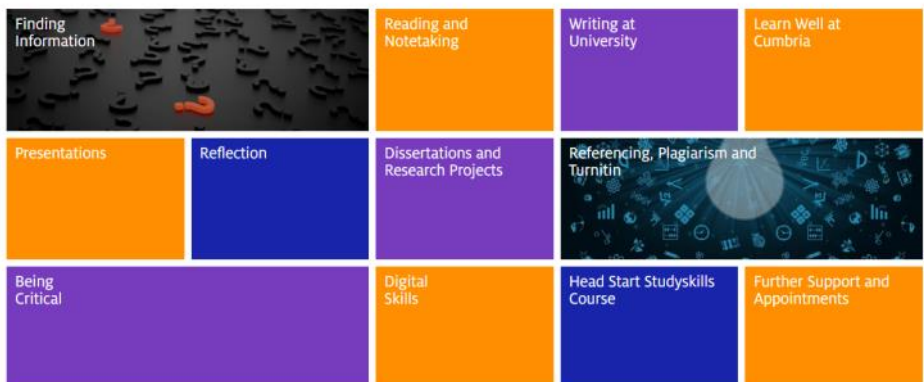 Finding
Information
Reading and
Notetaking
Writing at
University
Learn Well at
Cumbria
Presentations
Reflection
Dissertations and
Research Projects
Referencing, Plagiarism and
Turnitin
Being
Critical
Digital
Skills
Head Start Studyskills
Course
Further Support and
Appointments